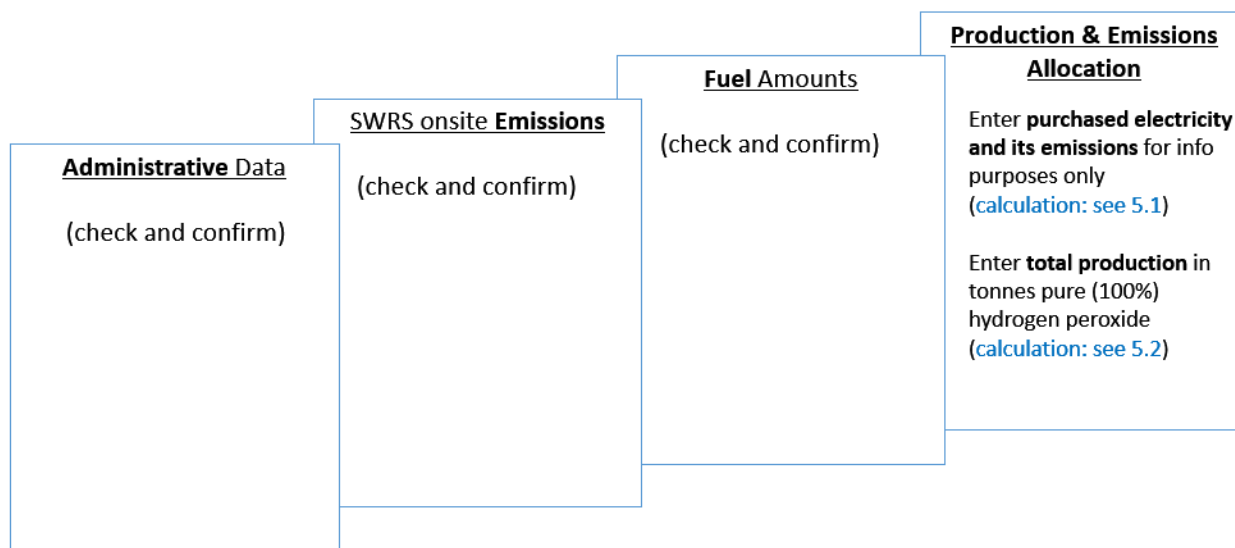 Administrative Data
(check and confirm)
SWRS onsite Emissions
(check and confirm)
Fuel Amounts
(check and confirm)
Production & Emissions
Allocation
Enter purchased electricity
and its emissions for info
purposes only
(calculation: see 5.1)
Enter total production in
tonnes pure (100%)
hydrogen peroxide
(calculation: see 5.2)